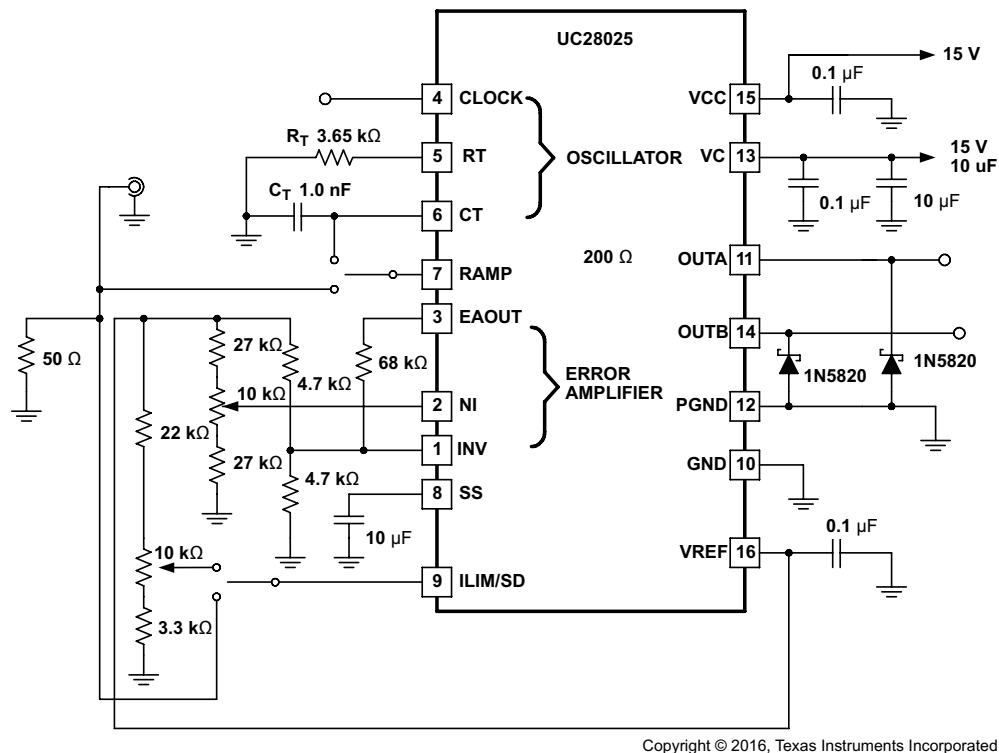 UC28025
4 CLOCK
R_T 3.65 kΩ
5 RT
C_T 1.0 nF
6 CT
OSCILLATOR
7 RAMP
3 EAOUT
27 kΩ
4.7 kΩ
68 kΩ
50 Ω
10 kΩ
2 NI
ERROR
AMPLIFIER
22 kΩ
27 kΩ
1 INV
4.7 kΩ
8 SS
10 µF
10 kΩ
9 ILIM/SD
3.3 kΩ
200 Ω
VCC 15
0.1 µF
15 V
VC 13
15 V
10 uF
0.1 µF
10 µF
OUTA 11
OUTB 14
1N5820
1N5820
PGND 12
GND 10
VREF 16
0.1 µF
Copyright © 2016, Texas Instruments Incorporated